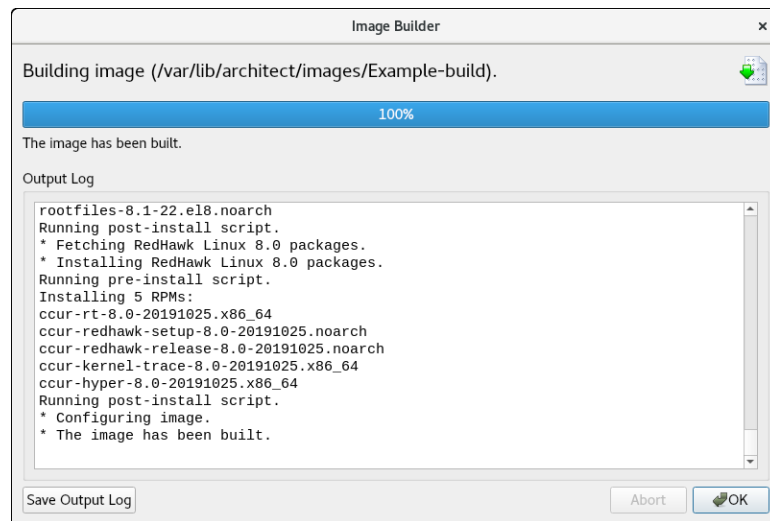 Image Builder
Building image (/var/lib/architect/images/Example-build).
100%
The image has been built.
Output Log
rootfiles-8.1-22.el8.noarch
Running post-install script.
* Fetching RedHawk Linux 8.0 packages.
* Installing RedHawk Linux 8.0 packages.
Running pre-install script.
Installing 5 RPMs:
ccur-rt-8.0-20191025.x86_64
ccur-redhawk-setup-8.0-20191025.noarch
ccur-redhawk-release-8.0-20191025.noarch
ccur-kernel-trace-8.0-20191025.x86_64
ccur-hyper-8.0-20191025.x86_64
Running post-install script.
* Configuring image.
* The image has been built.
Save Output Log
Abort
OK